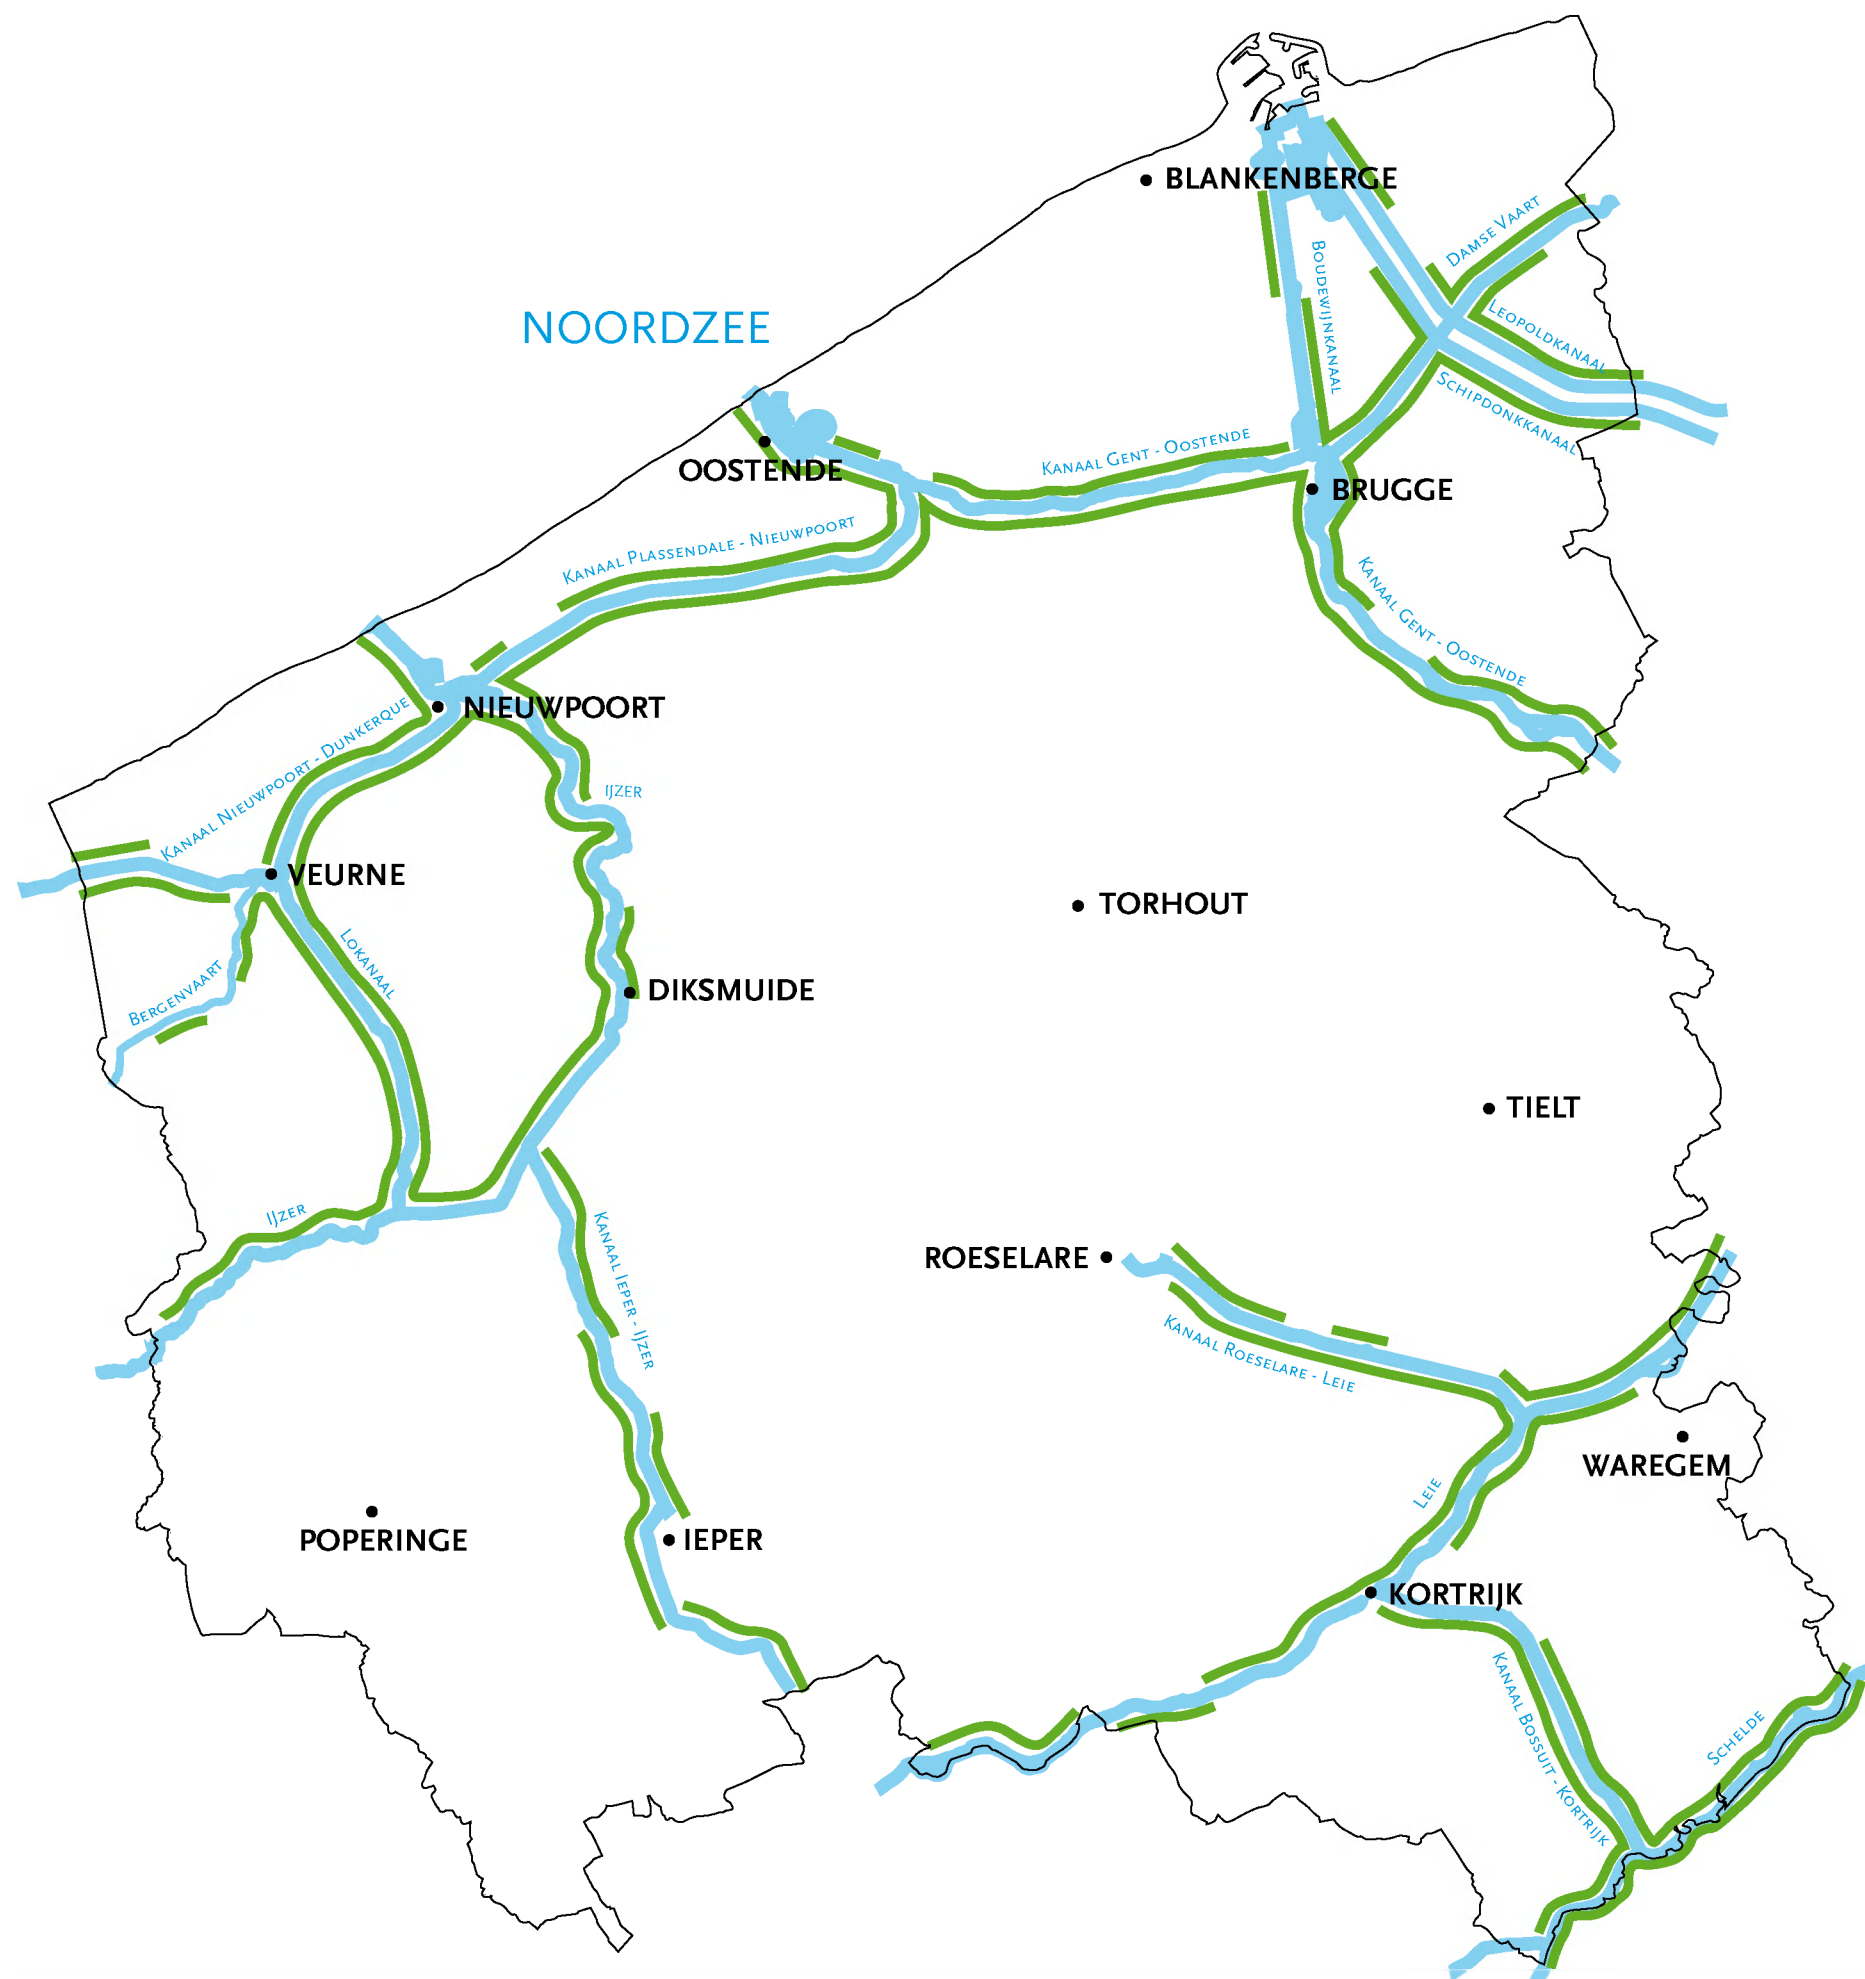 BLANKENBERGE
DAMSE VAART
BOUDEWIJNKANAAL
LEOPOLDKANAAL
NOORDZEE
SCHIPDONKKANAAL
KANAAL GENT - OOSTENDE
OOSTENDE
BRUGGE
KANAAL PLASSENDALE - NIEUWPOORT
KANAAL GENT - OOSTENDE
NIEUWPOORT
KANAAL NIEUWPOORT - DUNKERQUE
IJZER
VEURNE
TORHOUT
LOKANAAL
BERGENVAART
DIKSMUIDE
TIELT
IJZER
KANAAL IEPER - IJZER
ROESELARE
KANAAL ROESELARE - LEIE
WAREGEM
LEIE
POPERINGE
IEPER
KORTRIJK
KANAAL BOSSUIT - KORTRIJK
SCHELDE